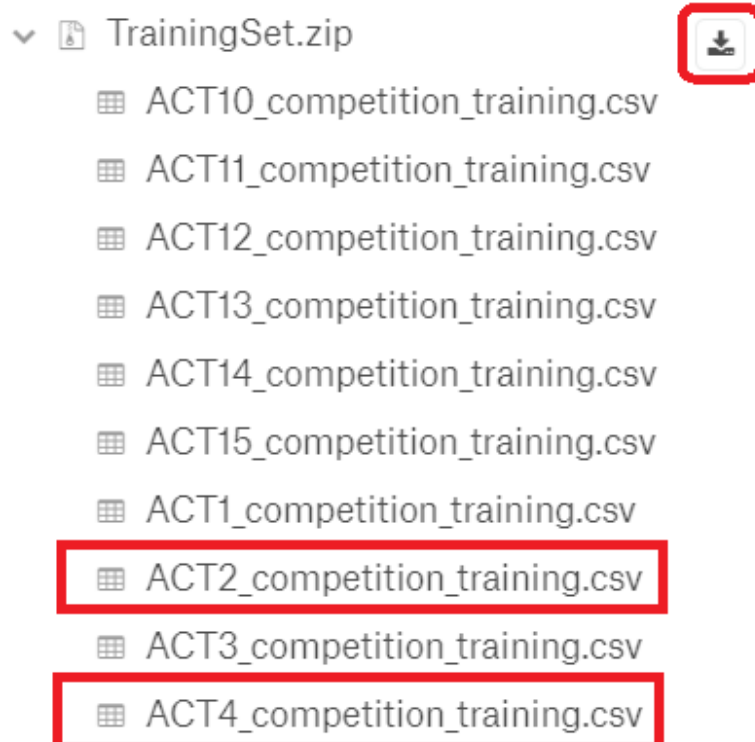 TrainingSet.zip
ACT10_competition_training.csv
ACT11_competition_training.csv
ACT12_competition_training.csv
ACT13_competition_training.csv
ACT14_competition_training.csv
ACT15_competition_training.csv
ACT1_competition_training.csv
ACT2_competition_training.csv
ACT3_competition_training.csv
ACT4_competition_training.csv